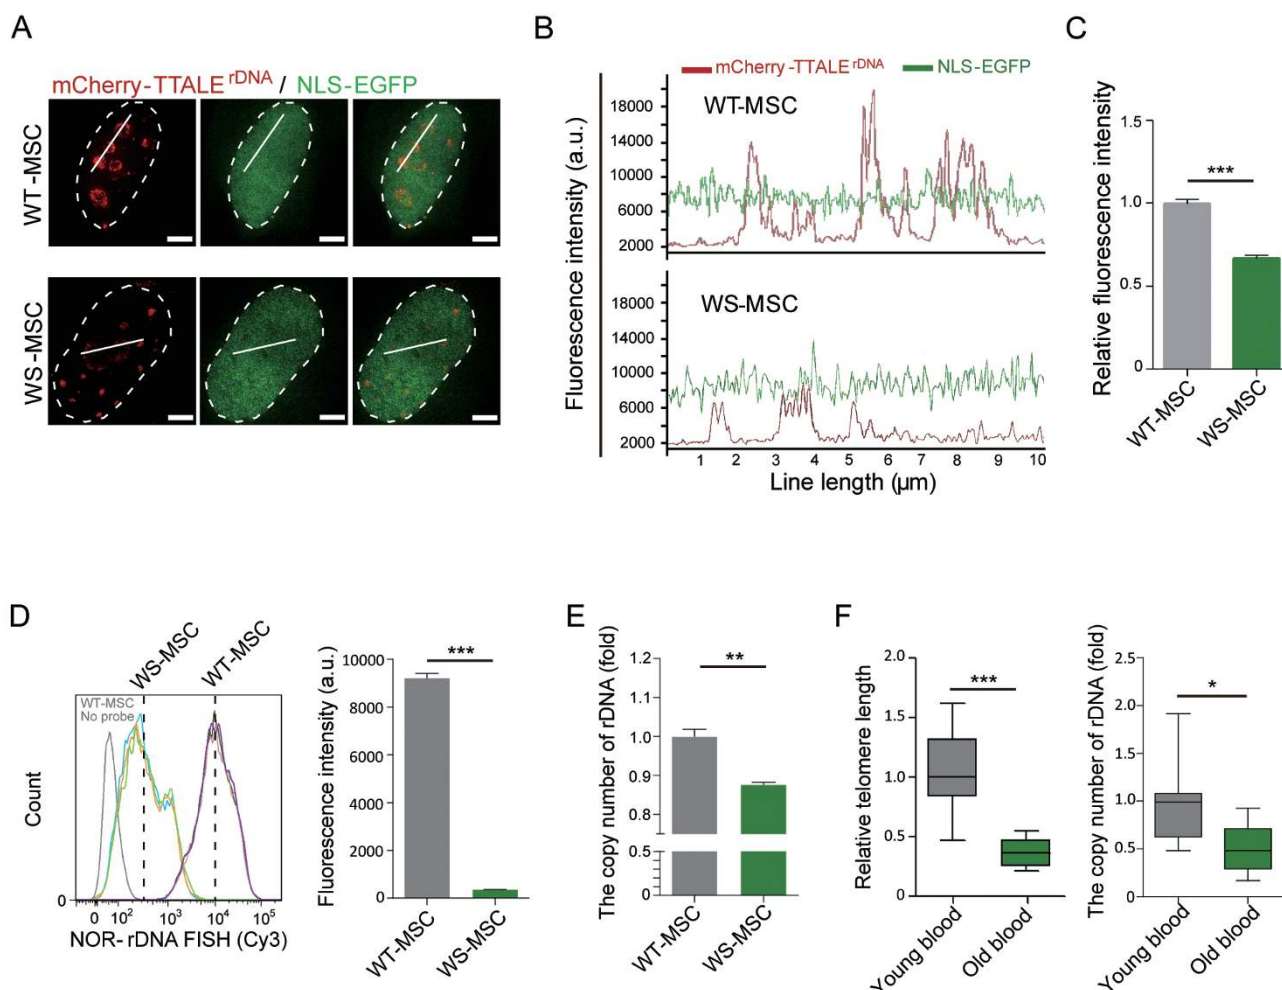 A
mCherry-TTALE rDNA / NLS-EGFP
WT-MSC
WS-MSC
B
mCherry-TTALE rDNA
NLS-EGFP
WT-MSC
18000
14000
10000
6000
2000
WS-MSC
18000
14000
10000
6000
2000
Fluorescence intensity (a.u.)
1 2 3 4 5 6 7 8 9 10
Line length (µm)
C
Relative fluorescence intensity
1.5
1.0
0.5
0
***
WT-MSC
WS-MSC
D
WS-MSC
WT-MSC
WT-MSC
No probe
Count
0
0 10² 10³ 10⁴ 10⁵
NOR- rDNA FISH (Cy3)
Fluorescence intensity (a.u.)
10000
8000
6000
4000
2000
0
***
WT-MSC
WS-MSC
E
The copy number of rDNA (fold)
1.2
1.1
1.0
0.9
0.8
0.5
0
**
WT-MSC
WS-MSC
F
Relative telomere length
2.0
1.5
1.0
0.5
0
***
Young blood
Old blood
The copy number of rDNA (fold)
2.5
2.0
1.5
1.0
0.5
0
*
Young blood
Old blood